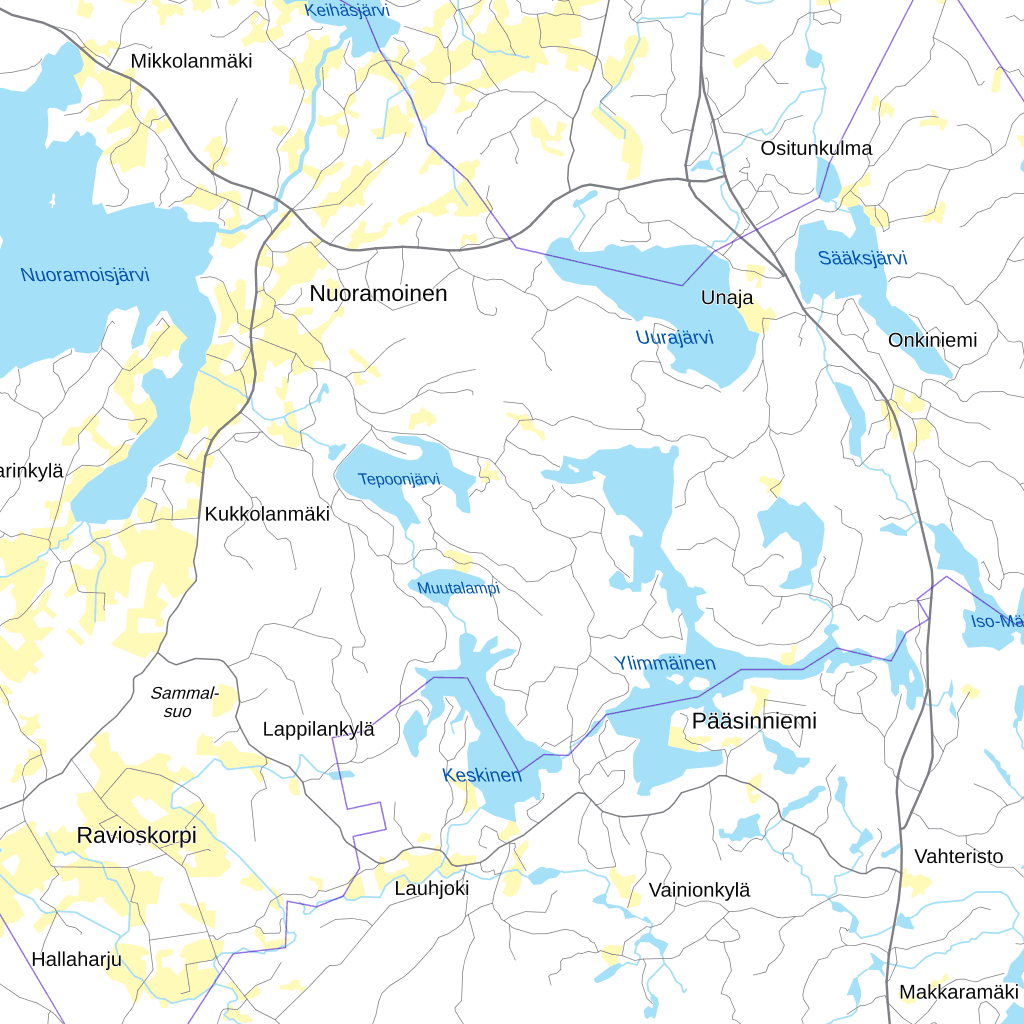 Keihäsjärvi
Mikkolanmäki
Ositunkulma
Nuoramoisjärvi
Sääksjärvi
Nuoramoinen
Unaja
Uurajärvi
Onkiniemi
arinkylä
Tepoonjärvi
Kukkolanmäki
Muutalampi
Iso-Mä
Ylimmäinen
Sammal-
suo
Lappilankylä
Pääsinniemi
Keskinen
Ravioskorpi
Vahteristo
Lauhjoki
Vainionkylä
Hallaharju
Makkaramäki